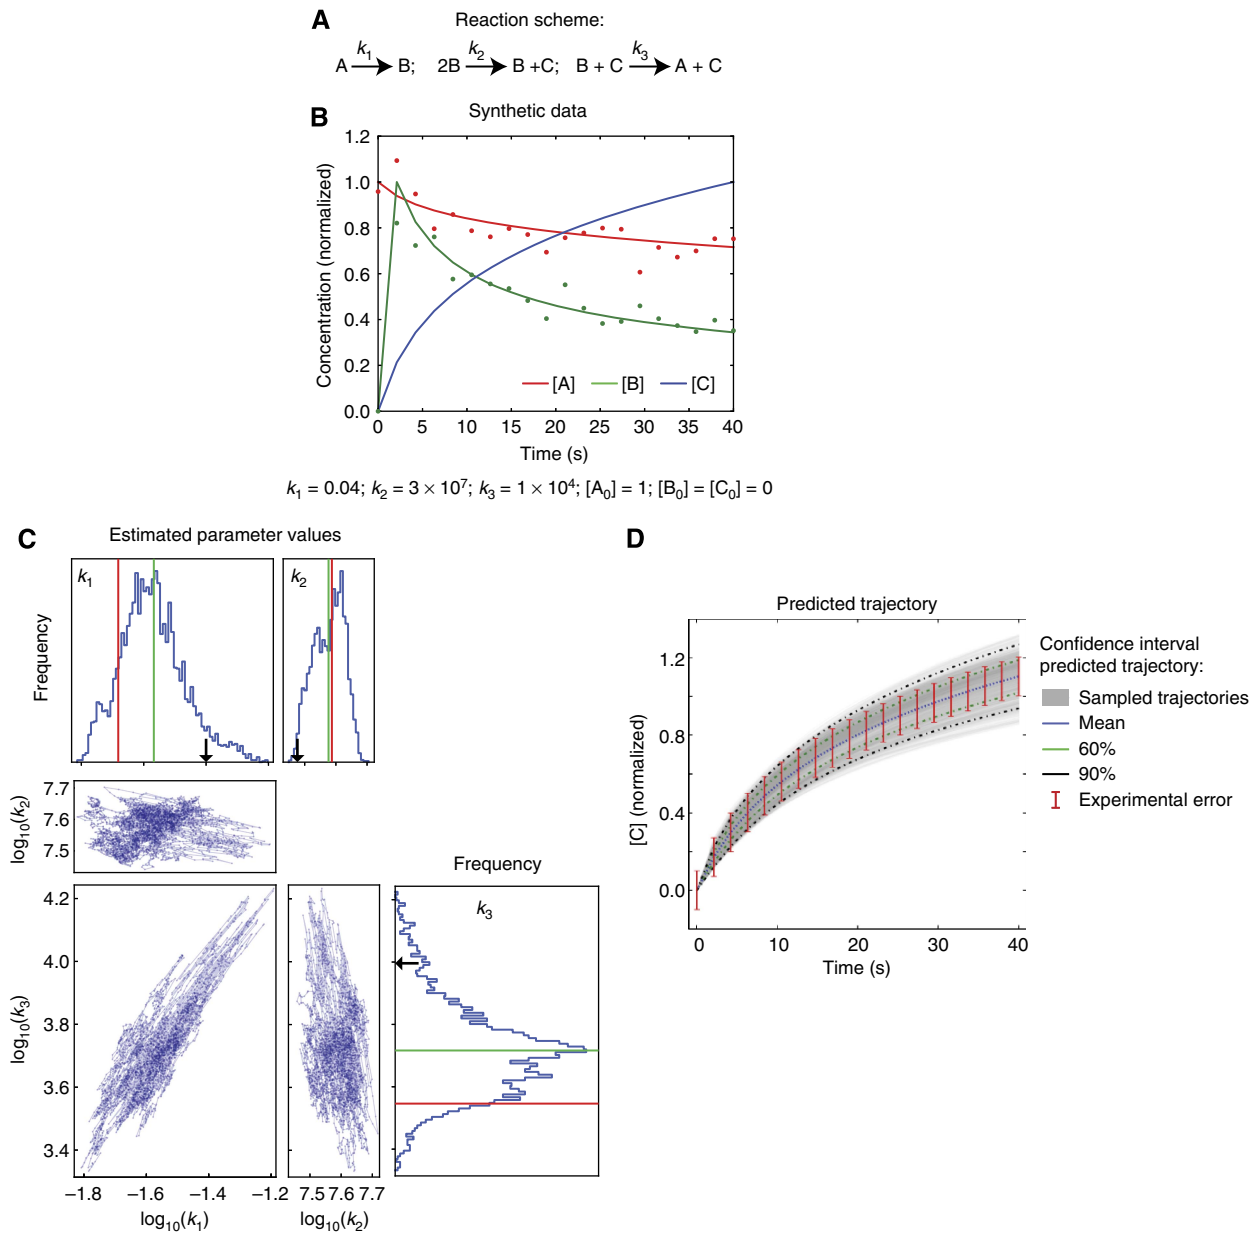 A
Reaction scheme:
k1 k2 k3
A B; 2B B +C; B + C A + C
B
Synthetic data
Concentration (normalized)
1.2
1.0
0.8
0.6
0.4
0.2
0.0
[A] [B] [C]
0 5 10 15 20 25 30 35 40
Time (s)
k1 = 0.04; k2 = 3 × 10^7; k3 = 1 × 10^4; [A0] = 1; [B0] = [C0] = 0
C
Estimated parameter values
Frequency
k1
k2
log10(k2)
7.7
7.6
7.5
Frequency
k3
log10(k3)
4.2
4.0
3.8
3.6
3.4
−1.8 −1.6 −1.4 −1.2
log10(k1)
7.5 7.6 7.7
log10(k2)
D
Predicted trajectory
[C] (normalized)
1.2
0.8
0.4
0.0
0 10 20 30 40
Time (s)
Confidence interval
predicted trajectory:
Sampled trajectories
Mean
60%
90%
Experimental error